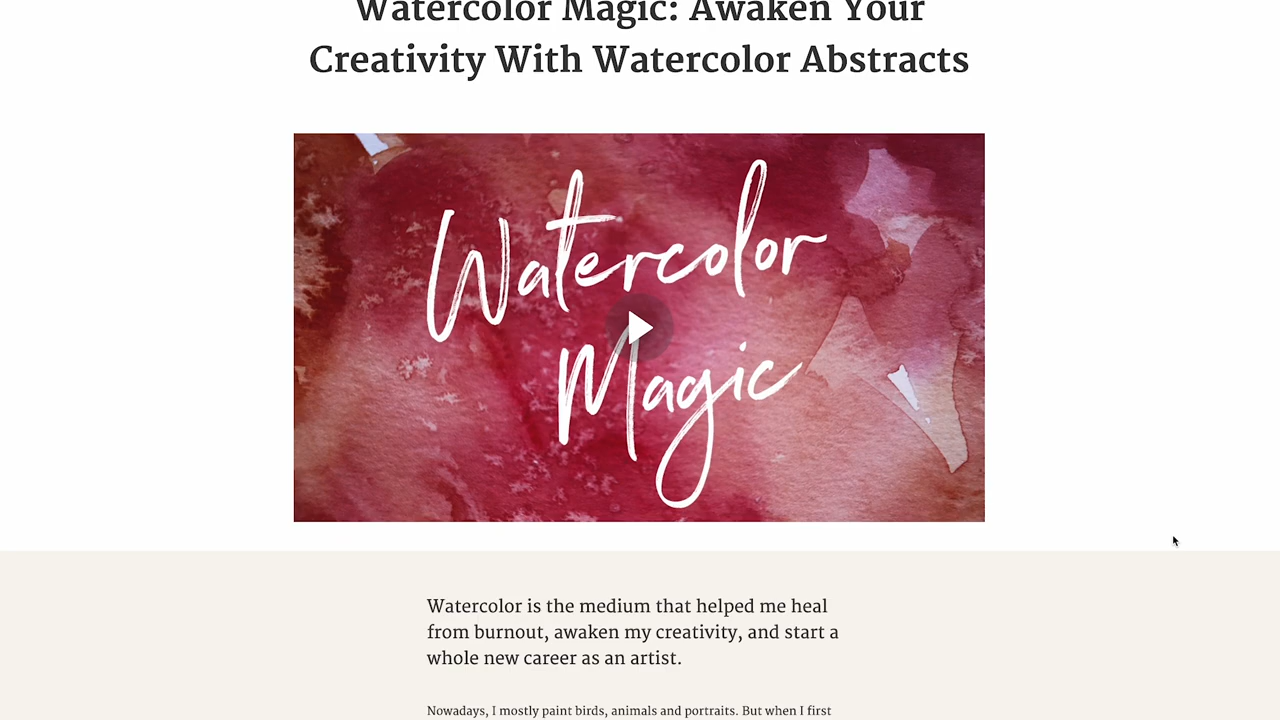 Watercolor Magic: Awaken Your
Creativity With Watercolor Abstracts
Watercolor
Magic
Watercolor is the medium that helped me heal
from burnout, awaken my creativity, and start a
whole new career as an artist.
Nowadays, I mostly paint birds, animals and portraits. But when I first